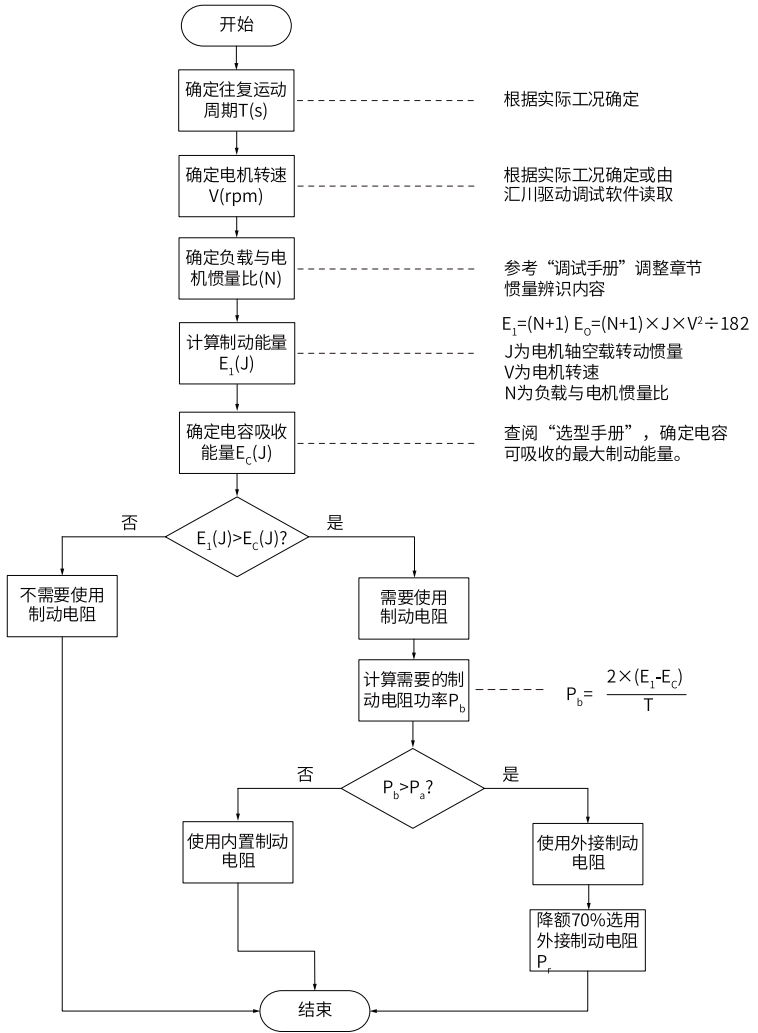 开始
确定往复运动
周期T(s)
根据实际工况确定
确定电机转速
V(rpm)
根据实际工况确定或由
汇川驱动调试软件读取
确定负载与电
机惯量比(N)
参考“调试手册”调整章节
惯量辨识内容
计算制动能量
E₁(J)
E₁=(N+1) E₀=(N+1)×J×V²÷182
J为电机轴空载转动惯量
V为电机转速
N为负载与电机惯量比
确定电容吸收
能量E_C(J)
查阅“选型手册”，确定电容
可吸收的最大制动能量。
E₁(J)>E_C(J)?
否
是
不需要使用
制动电阻
需要使用
制动电阻
计算需要的制
动电阻功率P_b
P_b= 2×(E₁-E_C)
T
P_b>P_a?
否
是
使用内置制动
电阻
使用外接制动
电阻
降额70%选用
外接制动电阻
P_r
结束